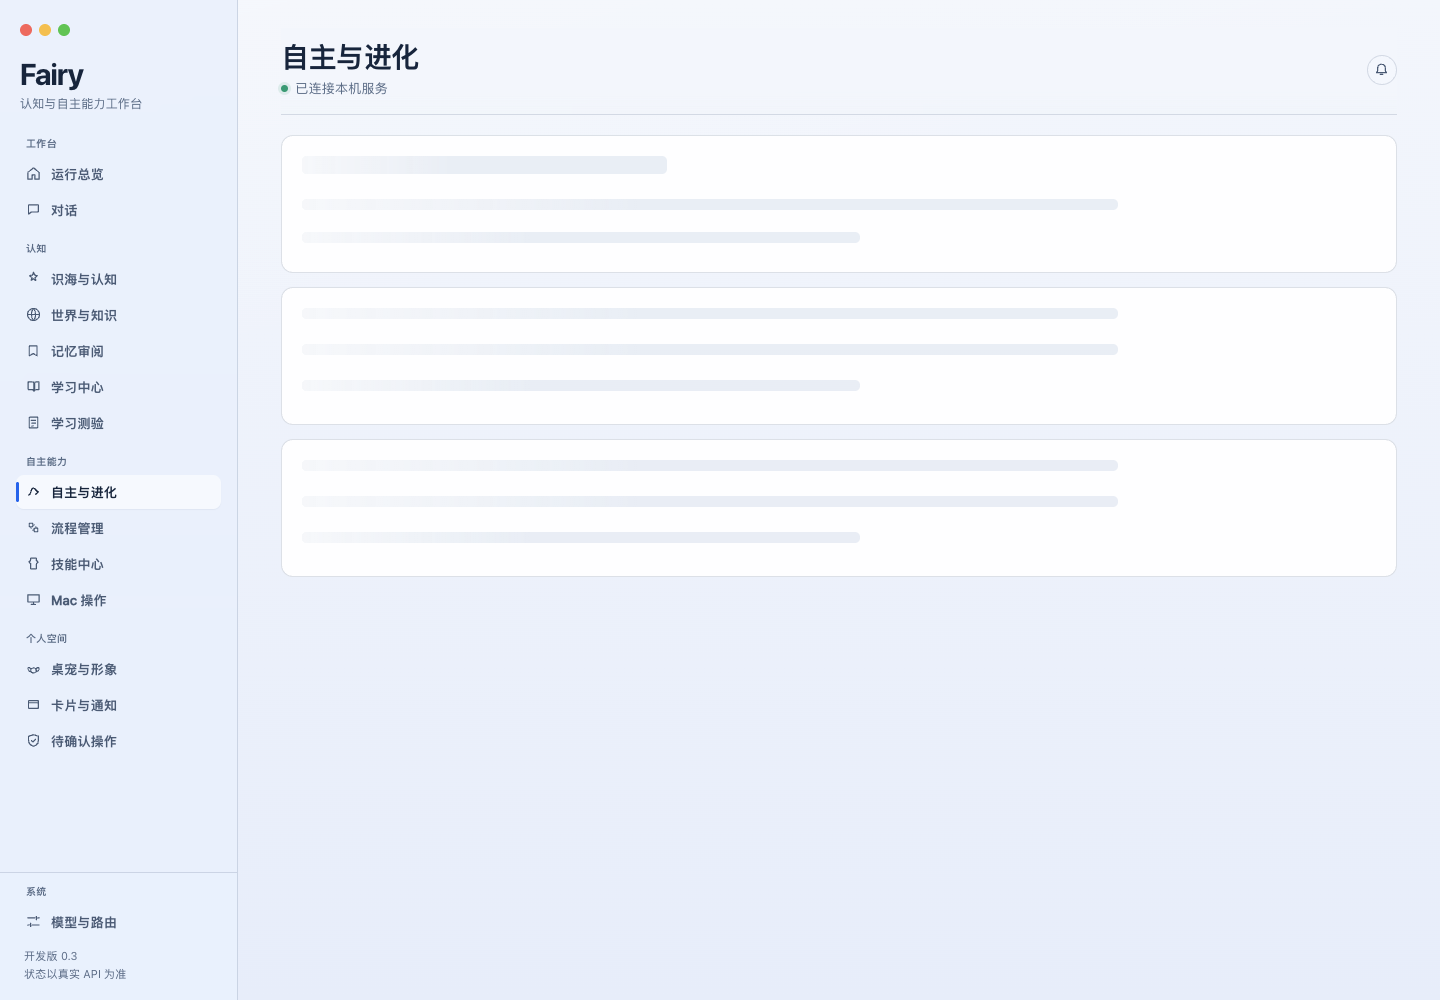 Fairy
认知与自主能力工作台
工作台
运行总览
对话
认知
识海与认知
世界与知识
记忆审阅
学习中心
学习测验
自主能力
自主与进化
流程管理
技能中心
Mac 操作
个人空间
桌宠与形象
卡片与通知
待确认操作
系统
模型与路由
开发版 0.3
状态以真实 API 为准
自主与进化
已连接本机服务